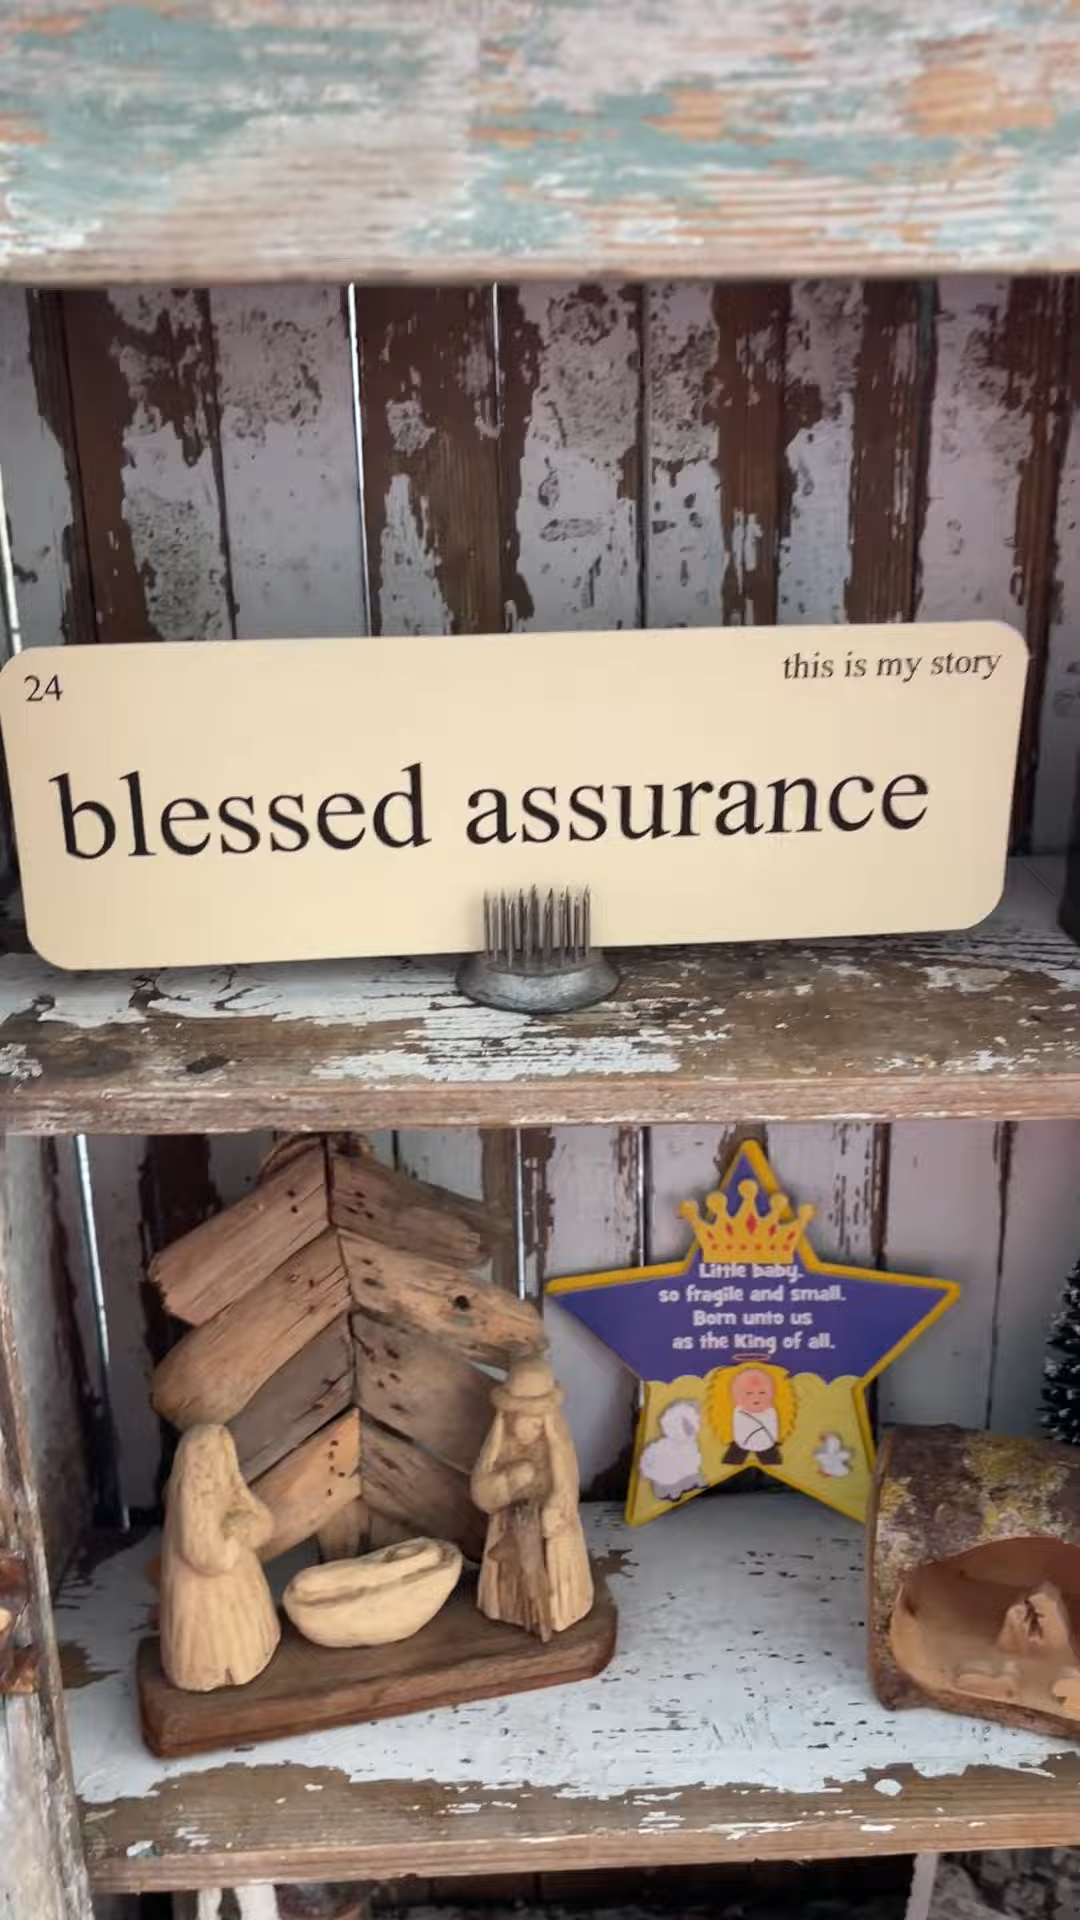 24
this is my story
blessed assurance
Little baby,
so fragile and small.
Born unto us
as the King of all.